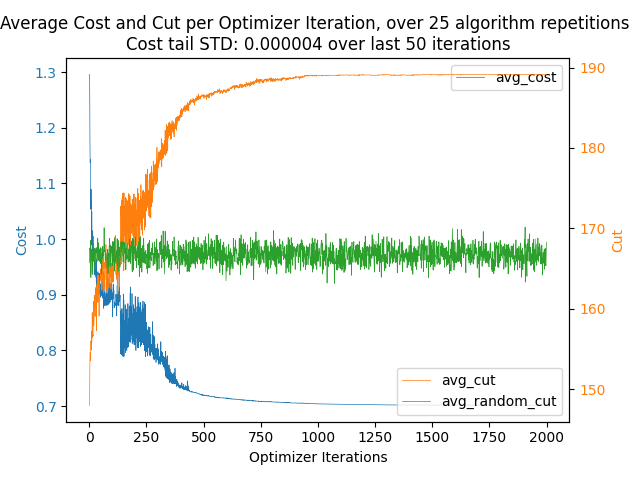 Average Cost and Cut per Optimizer Iteration, over 25 algorithm repetitions
Cost tail STD: 0.000004 over last 50 iterations
avg_cost
1.3
1.2
1.1
1.0
0.9
0.8
0.7
Cost
190
180
170
160
150
Cut
avg_cut
avg_random_cut
0
250
500
750
1000
1250
1500
1750
2000
Optimizer Iterations